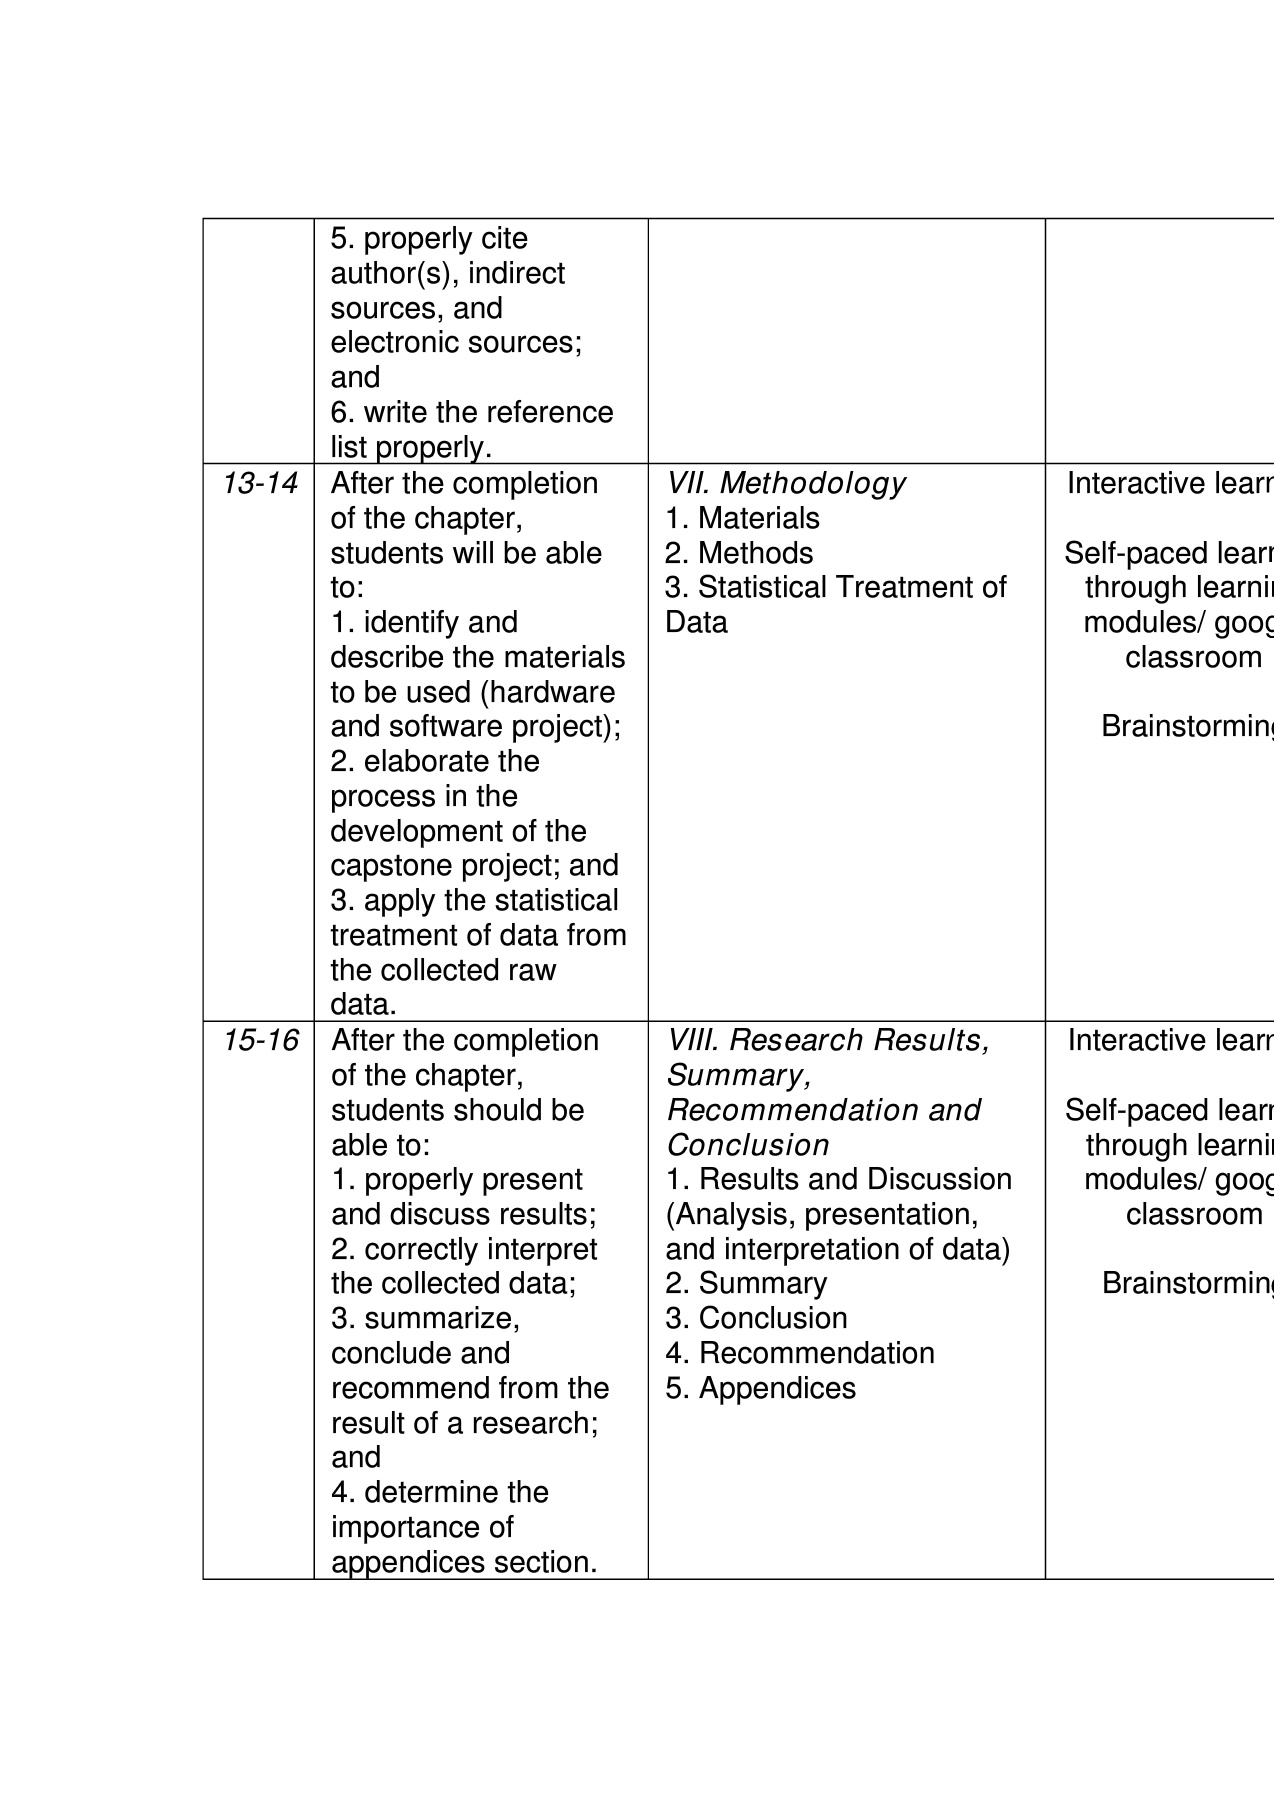 5. properly cite
author(s), indirect
sources, and
electronic sources;
and
6. write the reference
list properly.
13-14
After the completion
of the chapter,
students will be able
to:
1. identify and
describe the materials
to be used (hardware
and software project);
2. elaborate the
process in the
development of the
capstone project; and
3. apply the statistical
treatment of data from
the collected raw
data.
VII. Methodology
1. Materials
2. Methods
3. Statistical Treatment of
Data
Interactive learn
Self-paced learn
through learnin
modules/ goog
classroom
Brainstorming
15-16
After the completion
of the chapter,
students should be
able to:
1. properly present
and discuss results;
2. correctly interpret
the collected data;
3. summarize,
conclude and
recommend from the
result of a research;
and
4. determine the
importance of
appendices section.
VIII. Research Results,
Summary,
Recommendation and
Conclusion
1. Results and Discussion
(Analysis, presentation,
and interpretation of data)
2. Summary
3. Conclusion
4. Recommendation
5. Appendices
Interactive learn
Self-paced learn
through learnin
modules/ goog
classroom
Brainstorming